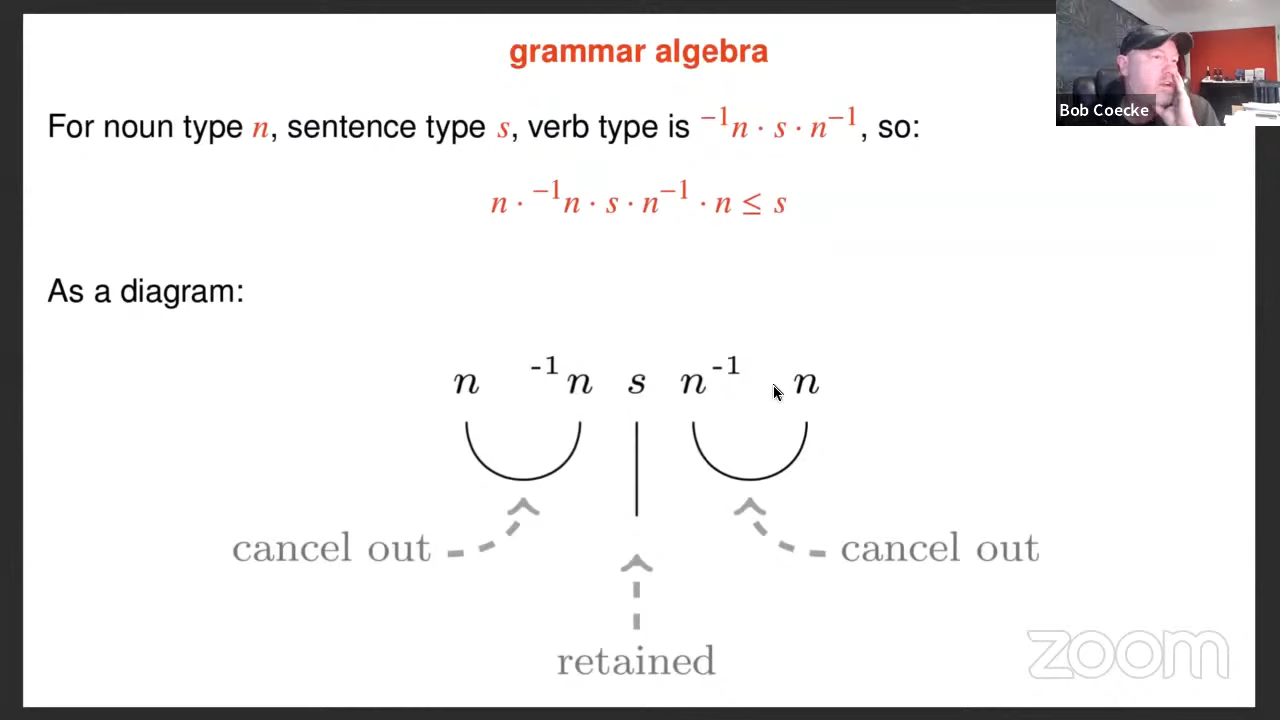 grammar algebra
Bob Coecke
For noun type n, sentence type s, verb type is ⁻¹n · s · n⁻¹, so:
n · ⁻¹n · s · n⁻¹ · n ≤ s
As a diagram:
n ⁻¹n s n⁻¹ n
cancel out cancel out
retained
zoom